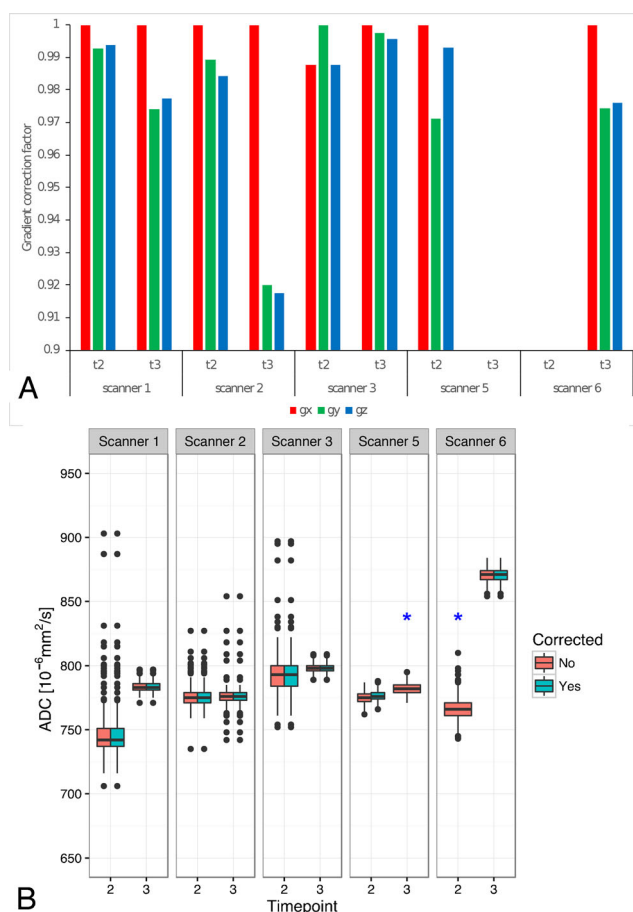 1
0.99
0.98
0.97
0.96
0.95
0.94
0.93
0.92
0.91
0.9
Gradient correction factor
t2 t3 t2 t3 t2 t3 t2 t3 t2 t3
scanner 1 scanner 2 scanner 3 scanner 5 scanner 6
A
gx gy gz
Scanner 1 Scanner 2 Scanner 3 Scanner 5 Scanner 6
950
900
850
800
750
700
650
ADC [10⁻⁶mm²/s]
* *
Corrected
No
Yes
2 3 2 3 2 3 2 3 2 3
Timepoint
B